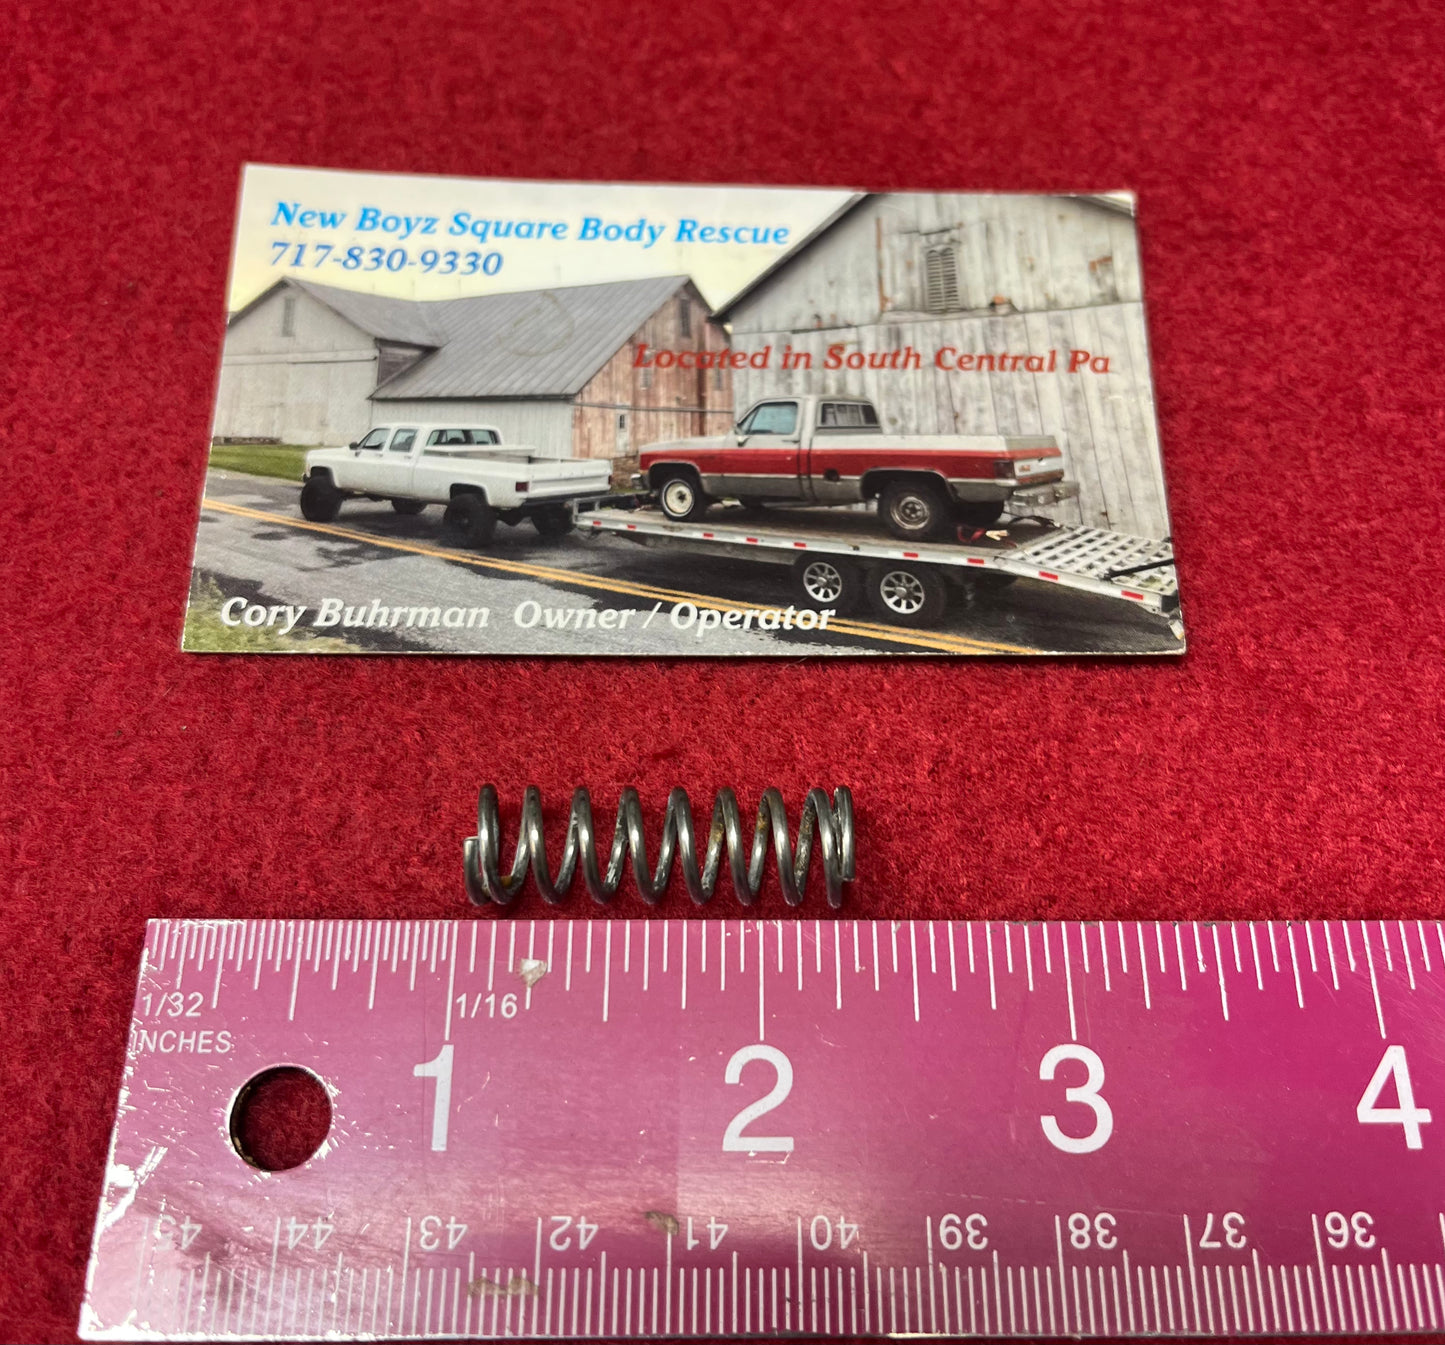 New Boyz Square Body Rescue
717-830-9330
Located in South Central Pa
Cory Buhrman Owner / Operator
1/32 1/16
INCHES
1 2 3 4
45 44 43 42 41 40 39 38 37 36